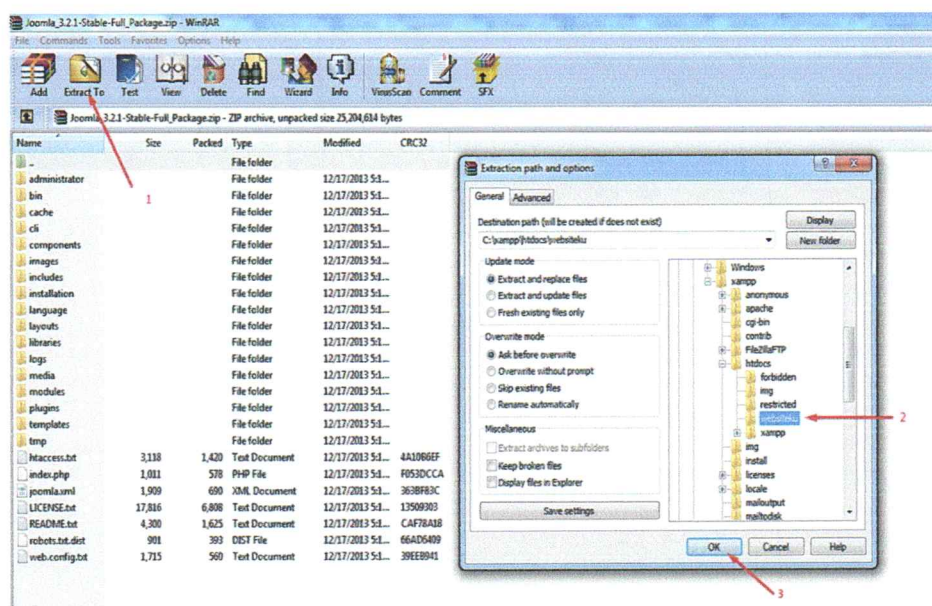 Joomla_3.2.1-Stable-Full_Package.zip - WinRAR
File Commands Tools Favorites Options Help
Add Extract To Test View Delete Find Wizard Info VirusScan Comment SFX
Joomla_3.2.1-Stable-Full_Package.zip - ZIP archive, unpacked size 25,204,614 bytes
Name Size Packed Type Modified CRC32
.. File folder
administrator File folder 12/17/2013 5:1...
bin File folder 12/17/2013 5:1...
cache File folder 12/17/2013 5:1...
cli File folder 12/17/2013 5:1...
components File folder 12/17/2013 5:1...
images File folder 12/17/2013 5:1...
includes File folder 12/17/2013 5:1...
installation File folder 12/17/2013 5:1...
language File folder 12/17/2013 5:1...
layouts File folder 12/17/2013 5:1...
libraries File folder 12/17/2013 5:1...
logs File folder 12/17/2013 5:1...
media File folder 12/17/2013 5:1...
modules File folder 12/17/2013 5:1...
plugins File folder 12/17/2013 5:1...
templates File folder 12/17/2013 5:1...
tmp File folder 12/17/2013 5:1...
htaccess.txt 3,118 1,420 Text Document 12/17/2013 5:1... 4A10B6EF
index.php 1,011 578 PHP File 12/17/2013 5:1... F053DCCA
joomla.xml 1,909 690 XML Document 12/17/2013 5:1... 363BF83C
LICENSE.txt 17,816 6,808 Text Document 12/17/2013 5:1... 13509303
README.txt 4,300 1,625 Text Document 12/17/2013 5:1... CAF78A18
robots.txt.dist 901 393 DIST File 12/17/2013 5:1... 66AD6409
web.config.txt 1,715 560 Text Document 12/17/2013 5:1... 39EEB941
1
Extraction path and options
General Advanced
Destination path (will be created if does not exist)
Display
C:\xampp\htdocs\websiteku
New folder
Update mode
Extract and replace files
Extract and update files
Fresh existing files only
Overwrite mode
Ask before overwrite
Overwrite without prompt
Skip existing files
Rename automatically
Miscellaneous
Extract archives to subfolders
Keep broken files
Display files in Explorer
Save settings
Windows
xampp
anonymous
apache
cgi-bin
contrib
FileZillaFTP
htdocs
forbidden
img
restricted
websiteku
xampp
img
install
licenses
locale
mailoutput
mailtodisk
2
OK Cancel Help
3